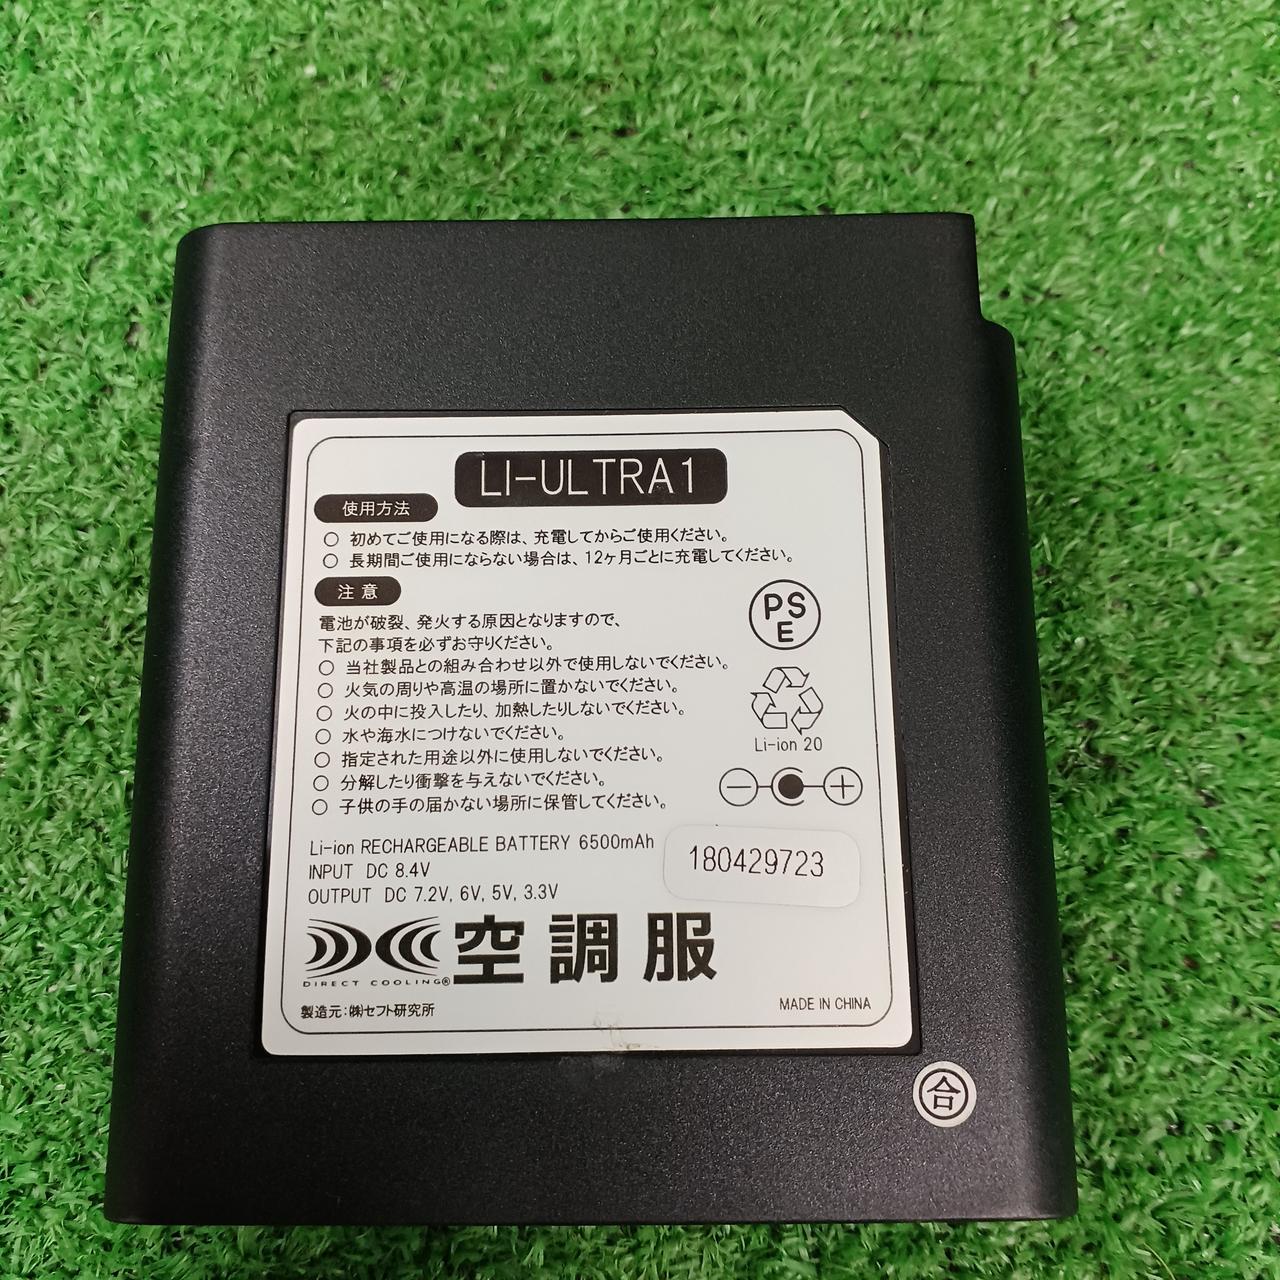 LI-ULTRA1
使用方法
○ 初めてご使用になる際は、充電してからご使用ください。
○ 長期間ご使用にならない場合は、12ヶ月ごとに充電してください。
注意
電池が破裂、発火する原因となりますので、
下記の事項を必ずお守りください。
○ 当社製品との組み合わせ以外で使用しないでください。
○ 火気の周りや高温の場所に置かないでください。
○ 火の中に投入したり、加熱したりしないでください。
○ 水や海水につけないでください。
○ 指定された用途以外に使用しないでください。
○ 分解したり衝撃を与えないでください。
○ 子供の手の届かない場所に保管してください。
PS
E
Li-ion 20
Li-ion RECHARGEABLE BATTERY 6500mAh
INPUT DC 8.4V
OUTPUT DC 7.2V, 6V, 5V, 3.3V
180429723
空調服
DIRECT COOLING®
製造元:㈱セフト研究所
MADE IN CHINA
合